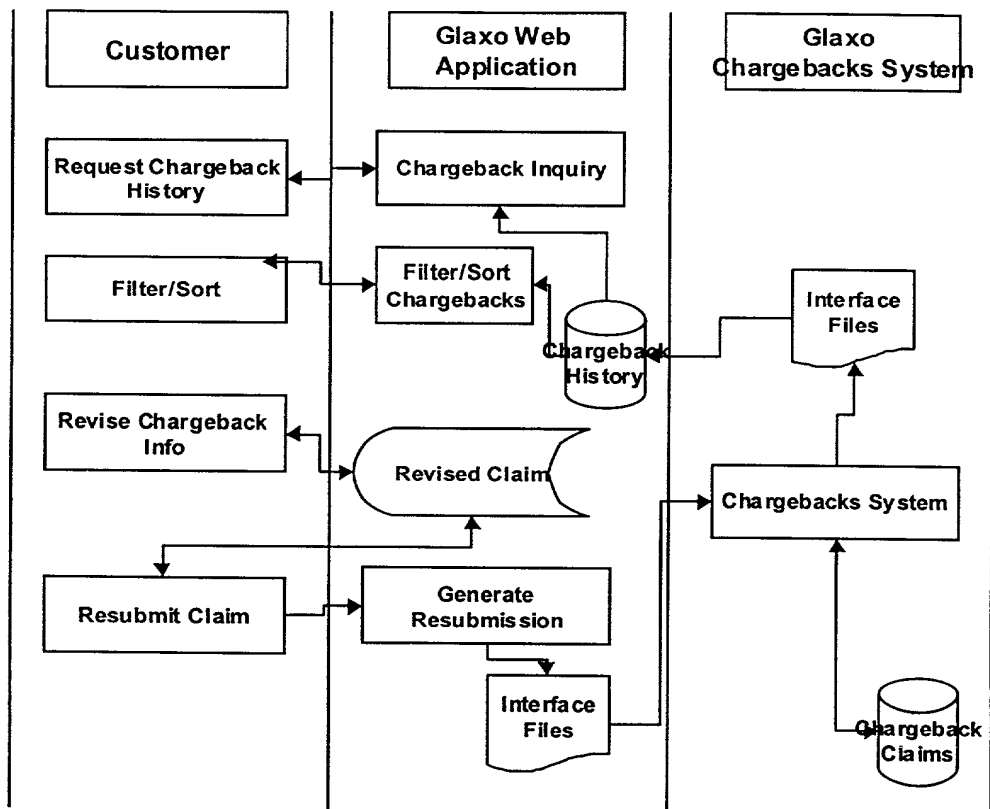 Customer
Glaxo Web
Application
Glaxo
Chargebacks System
Request Chargeback
History
Chargeback Inquiry
Filter/Sort
Filter/Sort
Chargebacks
Chargeback
History
Interface
Files
Revise Chargeback
Info
Revised Claim
Chargebacks System
Resubmit Claim
Generate
Resubmission
Interface
Files
Chargeback
Claims